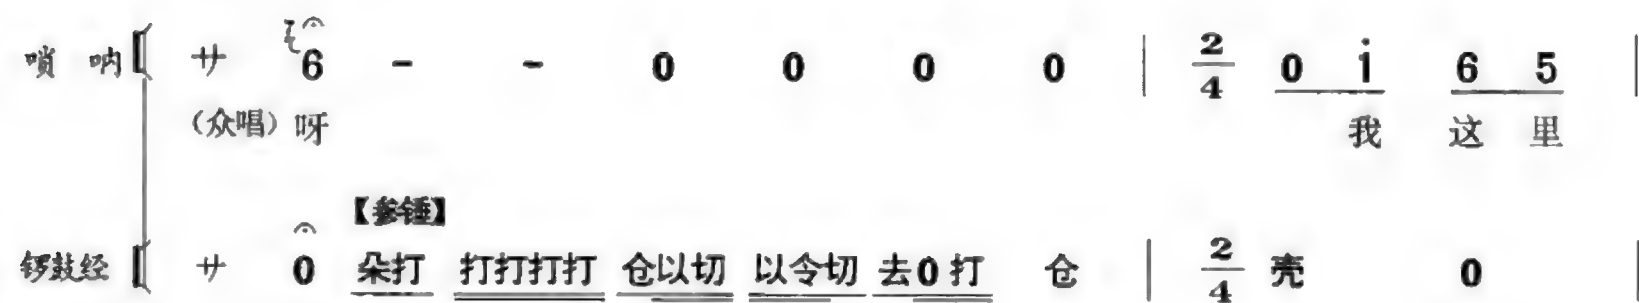 唢 呐 サ 6 - - 0 0 0 0 | 2/4 0 i 6 5 |
(众唱) 呀 我 这 里
【参锤】
锣鼓经 サ 0 朵打 打打打打 仓以切 以令切 去0打 仓 | 2/4 壳 0 |